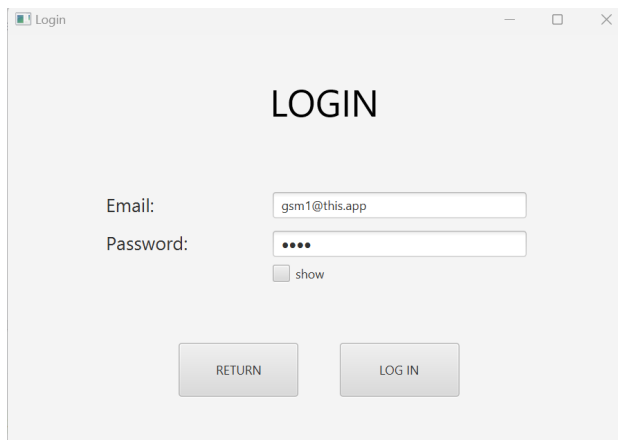 Login
LOGIN
Email: gsm1@this.app
Password: ●●●●
show
RETURN LOG IN